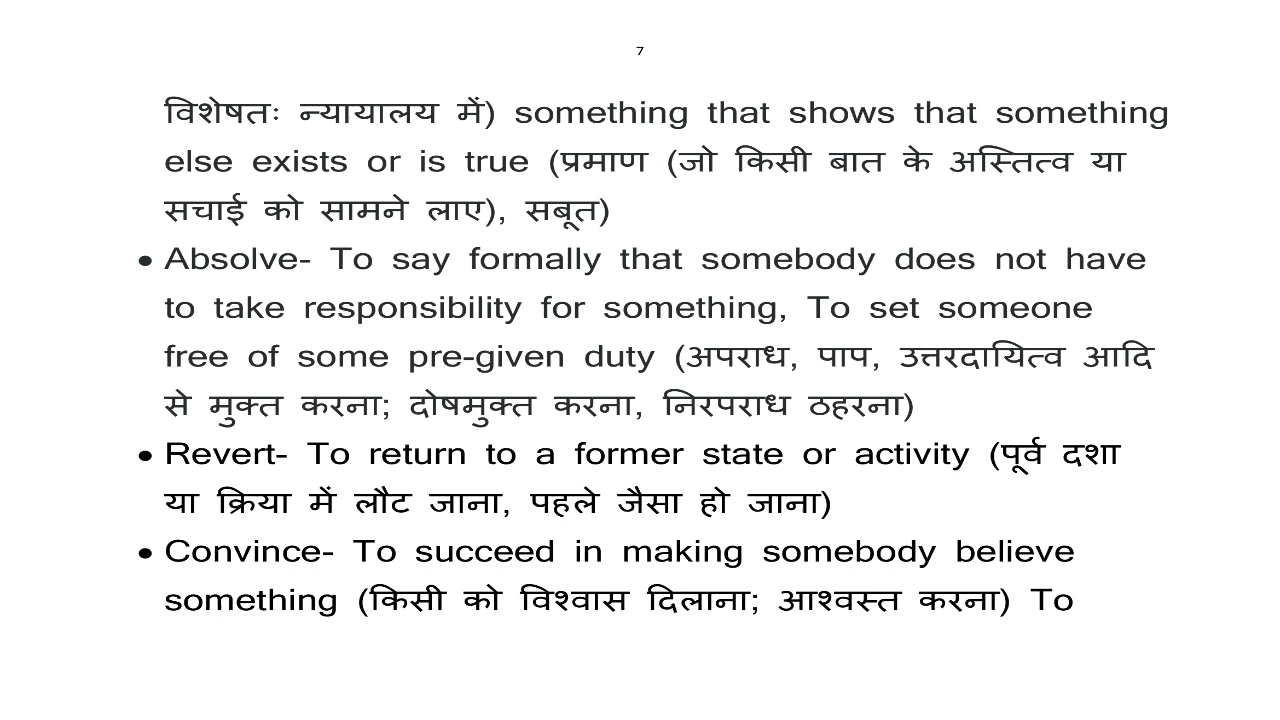 7
विशेषतः न्यायालय में) something that shows that something
else exists or is true (प्रमाण (जो किसी बात के अस्तित्व या
सचाई को सामने लाए), सबूत)
• Absolve- To say formally that somebody does not have
to take responsibility for something, To set someone
free of some pre-given duty (अपराध, पाप, उत्तरदायित्व आदि
से मुक्त करना; दोषमुक्त करना, निरपराध ठहरना)
• Revert- To return to a former state or activity (पूर्व दशा
या क्रिया में लौट जाना, पहले जैसा हो जाना)
• Convince- To succeed in making somebody believe
something (किसी को विश्वास दिलाना; आश्वस्त करना) To